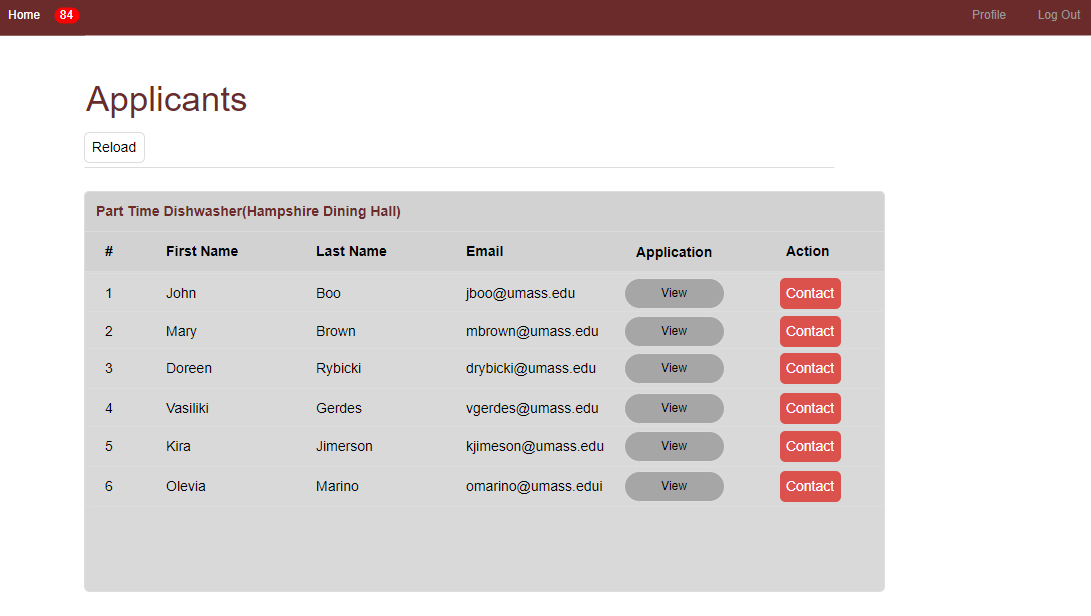 Home 84 Profile Log Out
Applicants
Reload
Part Time Dishwasher(Hampshire Dining Hall)
# First Name Last Name Email Application Action
1 John Boo jboo@umass.edu View Contact
2 Mary Brown mbrown@umass.edu View Contact
3 Doreen Rybicki drybicki@umass.edu View Contact
4 Vasiliki Gerdes vgerdes@umass.edu View Contact
5 Kira Jimerson kjimeson@umass.edu View Contact
6 Olevia Marino omarino@umass.edui View Contact